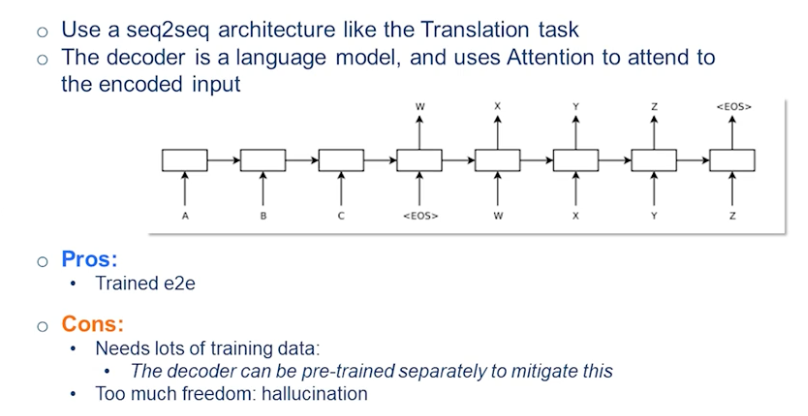 Use a seq2seq architecture like the Translation task
The decoder is a language model, and uses Attention to attend to
the encoded input
W X Y Z <EOS>
A B C <EOS> W X Y Z
Pros:
Trained e2e
Cons:
Needs lots of training data:
The decoder can be pre-trained separately to mitigate this
Too much freedom: hallucination